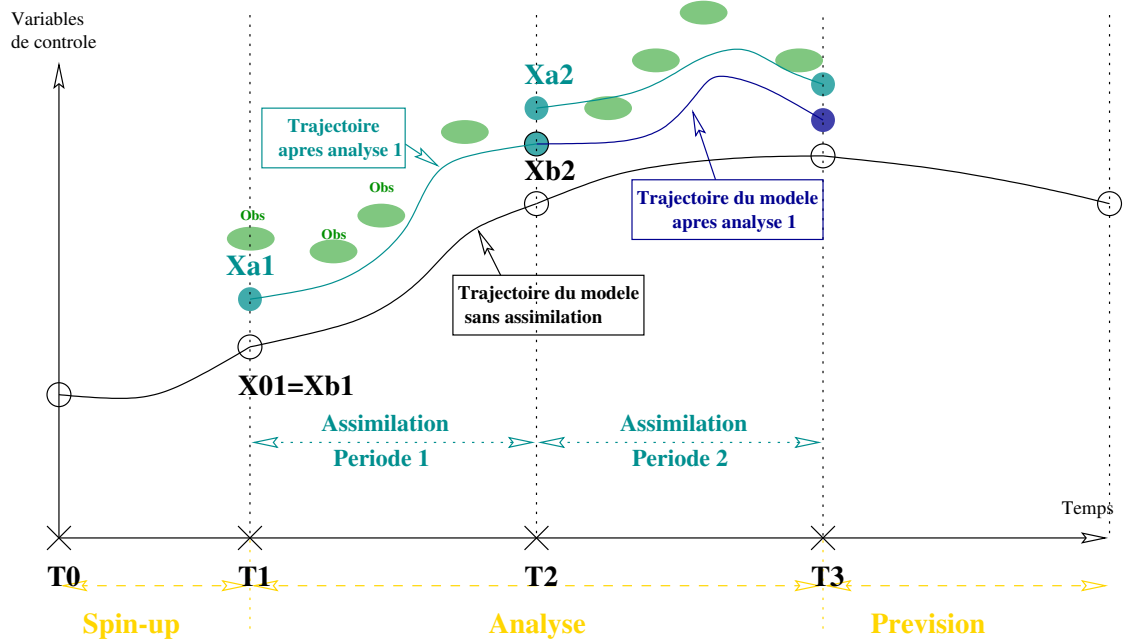 Variables
de controle
Xa2
Trajectoire
apres analyse 1
Xb2
Obs
Trajectoire du modele
apres analyse 1
Obs
Obs
Xa1
Trajectoire du modele
sans assimilation
X01=Xb1
Assimilation
Periode 1
Assimilation
Periode 2
Temps
T0
T1
T2
T3
Spin-up
Analyse
Prevision